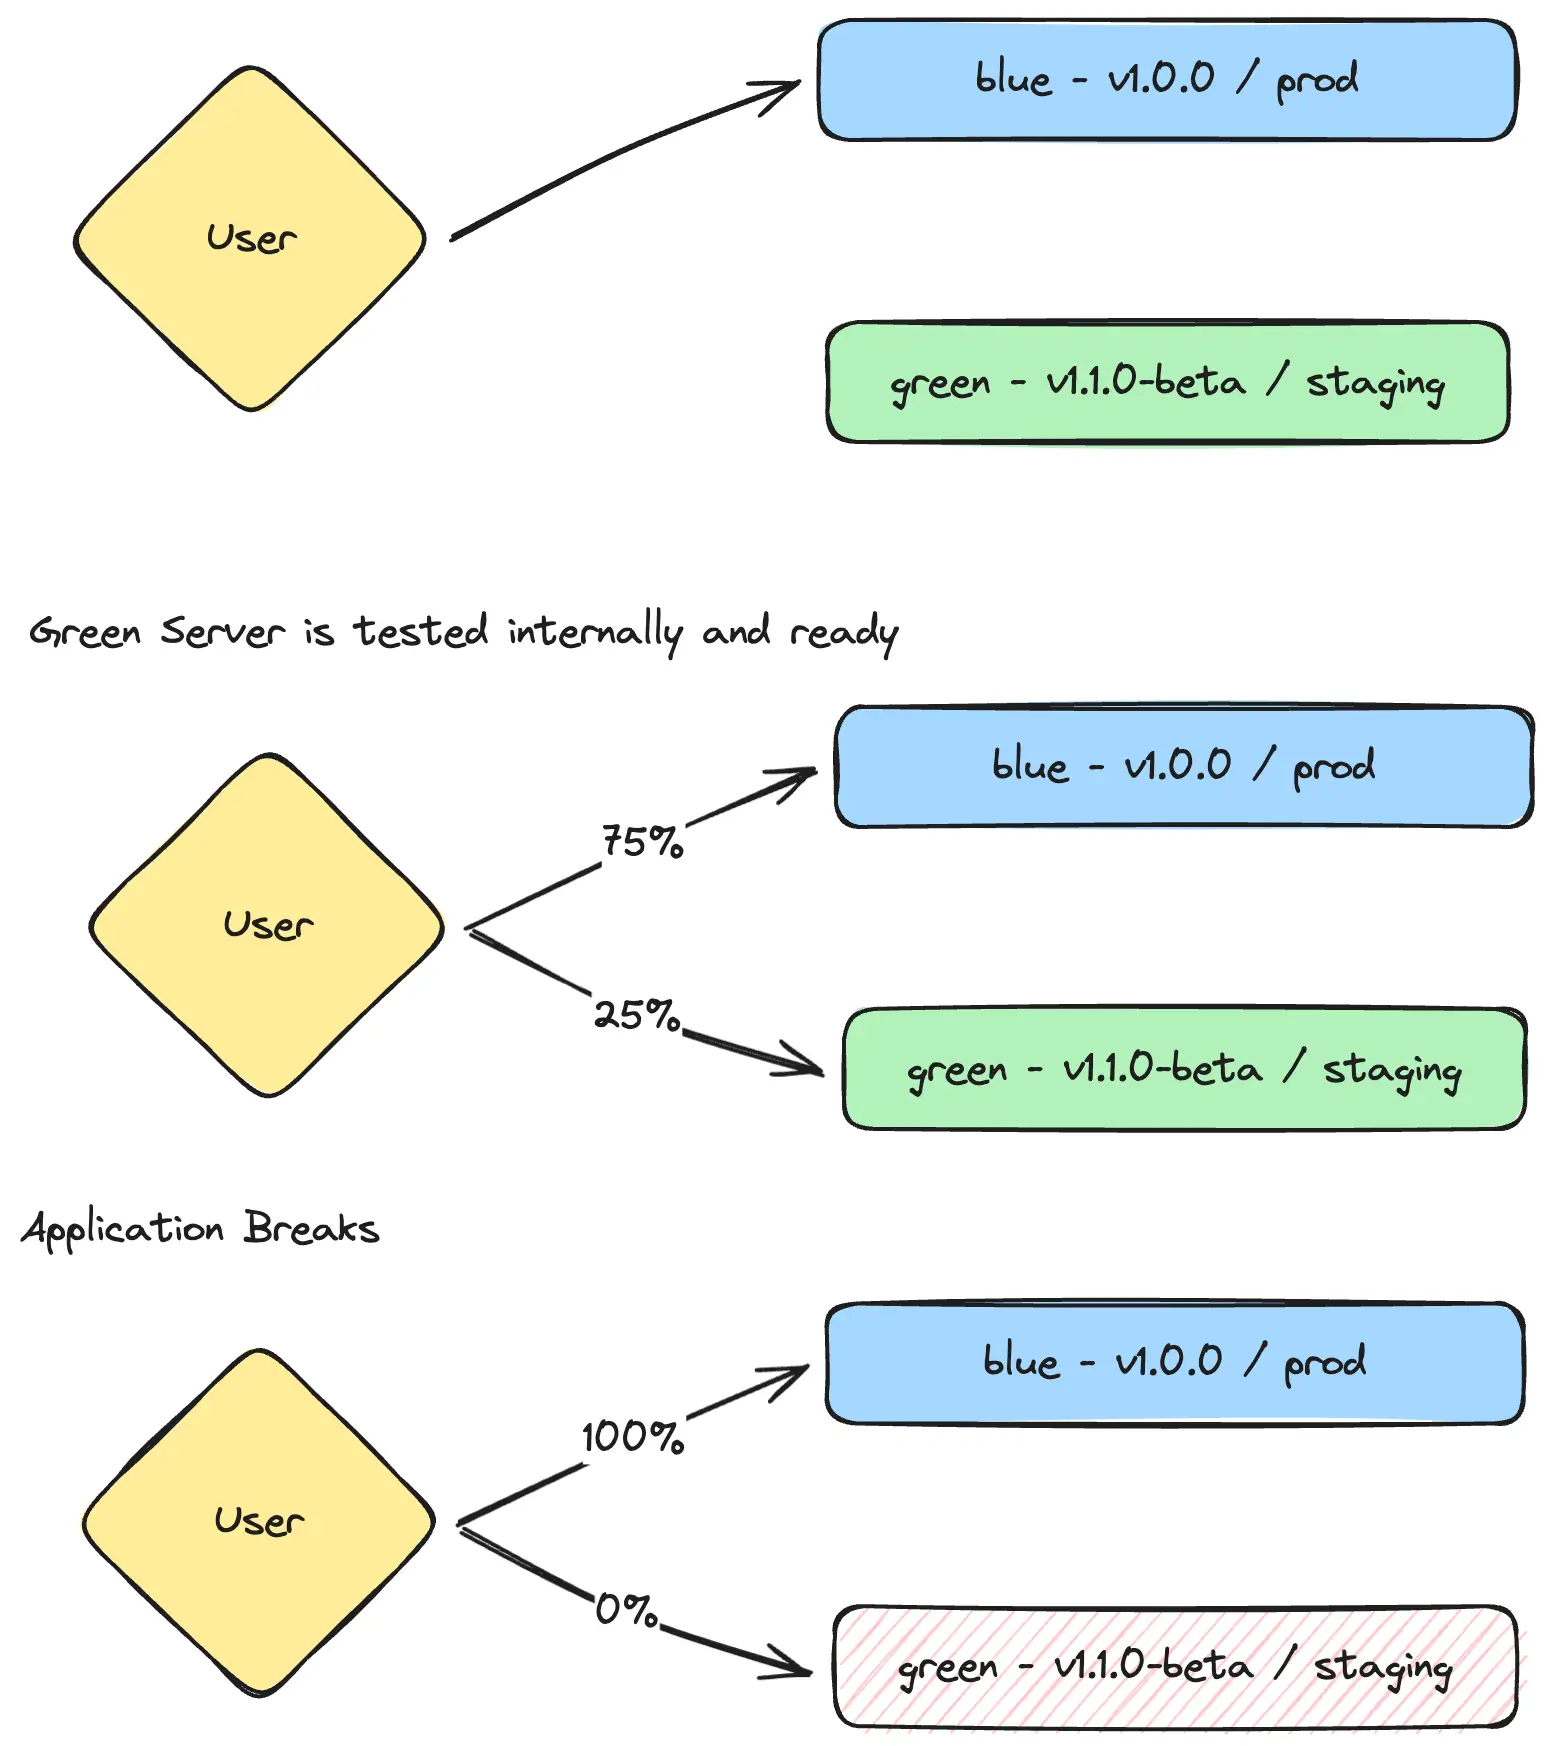 blue - v1.0.0 / prod
User
green - v1.1.0-beta / staging
Green Server is tested internally and ready
blue - v1.0.0 / prod
75%
User
25%
green - v1.1.0-beta / staging
Application Breaks
blue - v1.0.0 / prod
100%
User
0%
green - v1.1.0-beta / staging